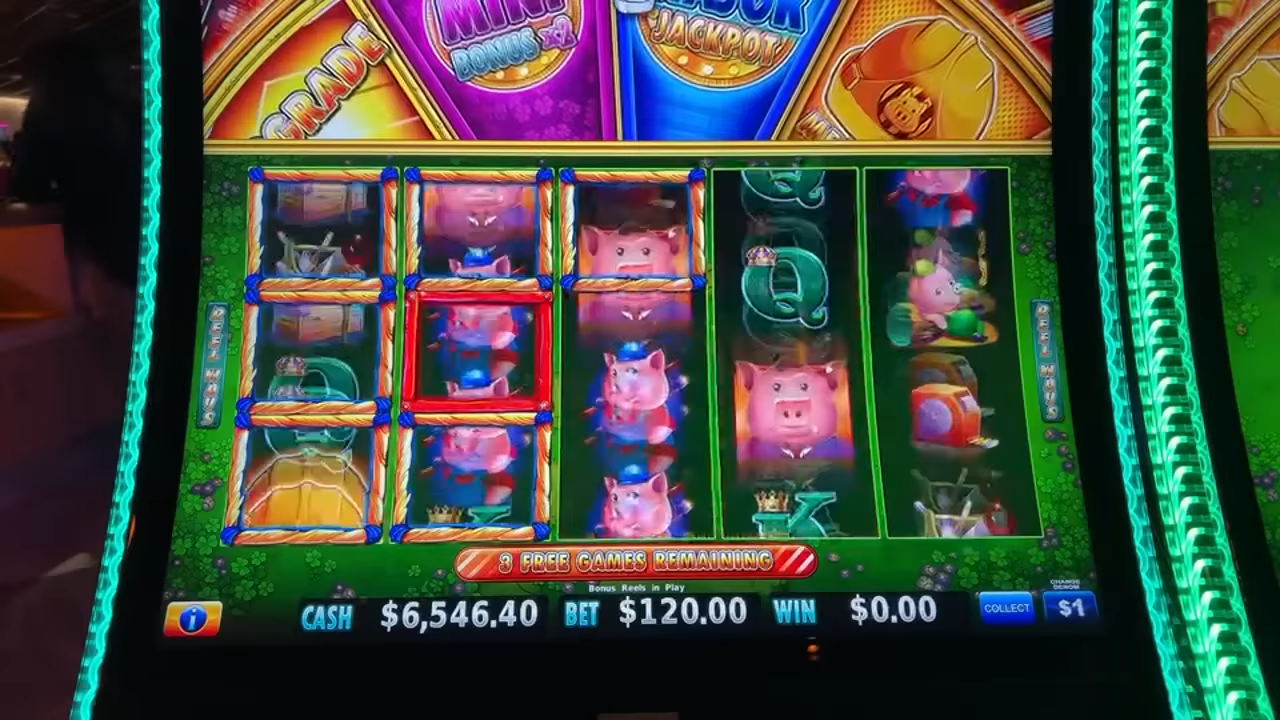 GRADE
MINI
BONUS x2
JACKPOT
Q
K
3 FREE GAMES REMAINING
Bonus Reels in Play
CASH $6,546.40 BET $120.00 WIN $0.00
COLLECT
CHANGE
DENOM
$1